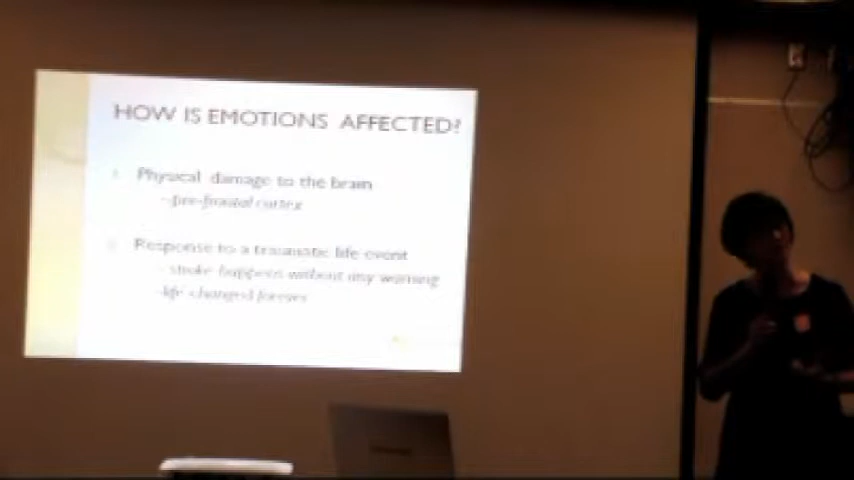 HOW IS EMOTIONS AFFECTED?
Physical damage to the brain
-pre-frontal cortex
Response to a traumatic life event
- stroke happens without any warning
-life changed forever